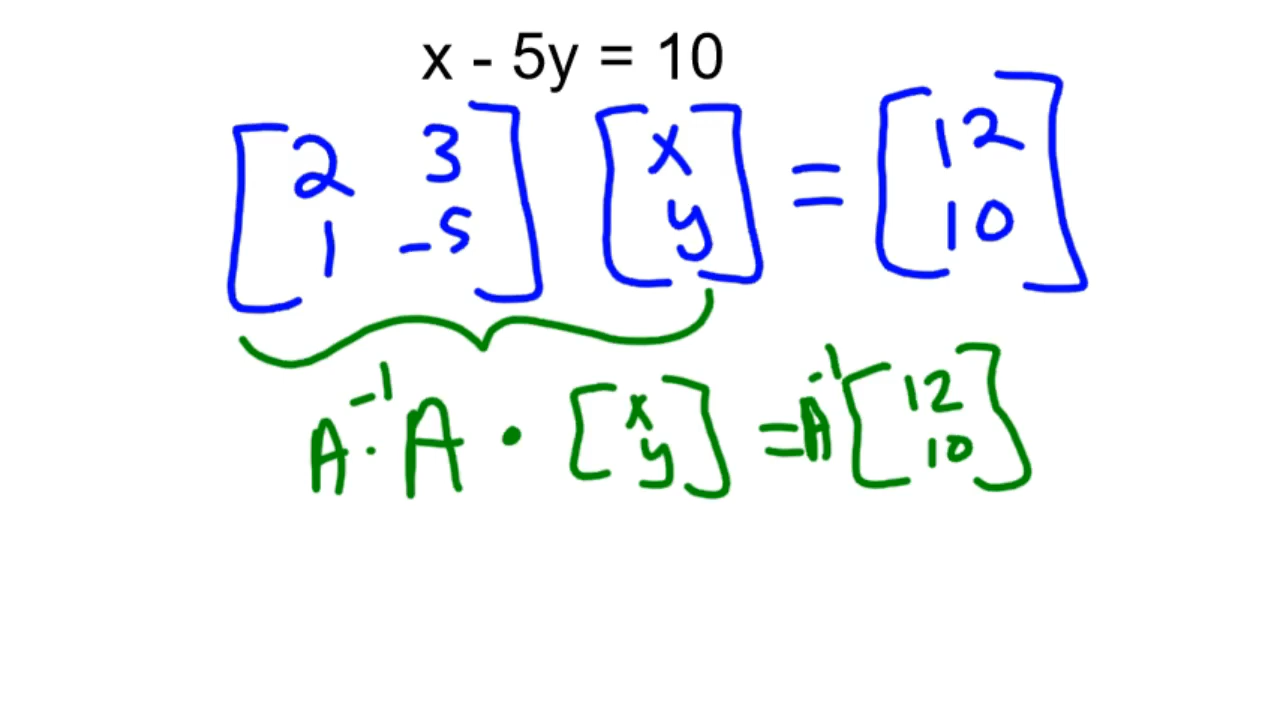 x - 5y = 10
[2 3] [x] = [12]
[1 -5] [y] [10]
A⁻¹ · A · [x] = A⁻¹ [12]
[y] [10]